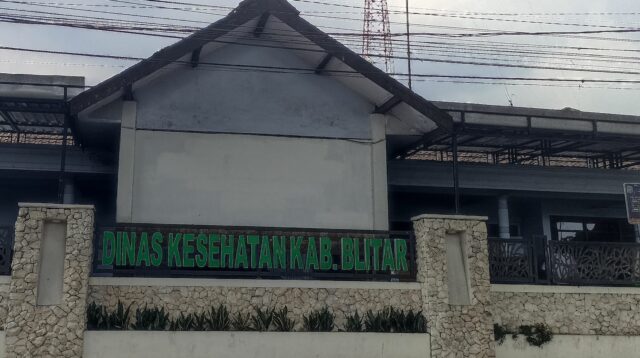 DINAS KESEHATAN KAB. BLITAR